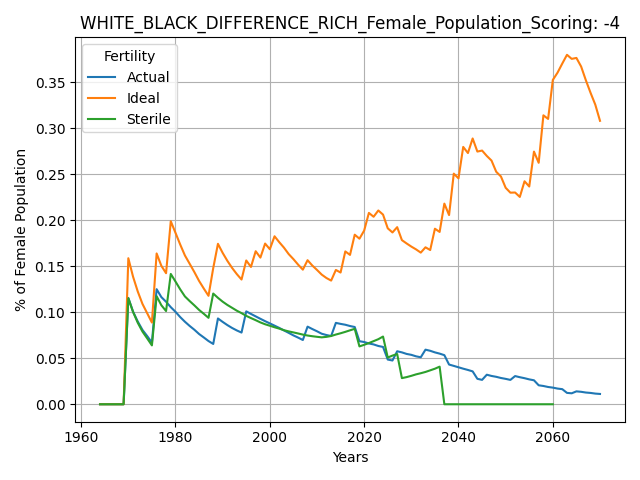 WHITE_BLACK_DIFFERENCE_RICH_Female_Population_Scoring: -4
Fertility
Actual
Ideal
Sterile
% of Female Population
0.35
0.30
0.25
0.20
0.15
0.10
0.05
0.00
1960 1980 2000 2020 2040 2060
Years